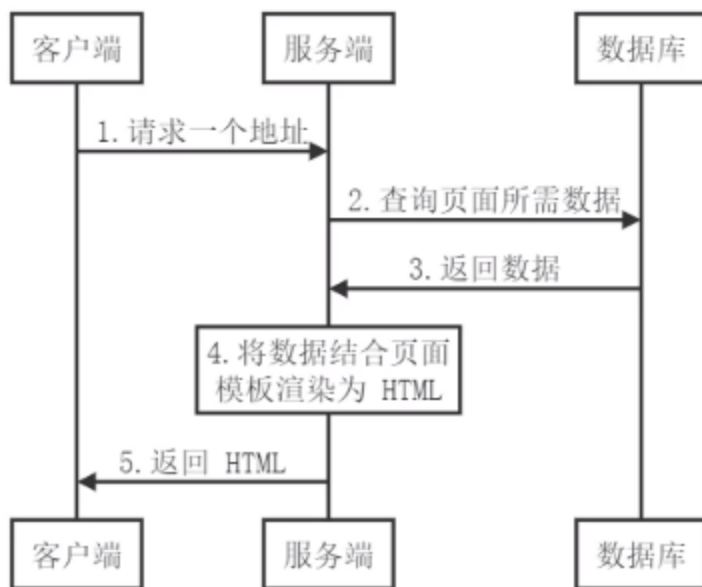 客户端 服务端 数据库
1.请求一个地址
2.查询页面所需数据
3.返回数据
4.将数据结合页面
模板渲染为 HTML
5.返回 HTML
客户端 服务端 数据库